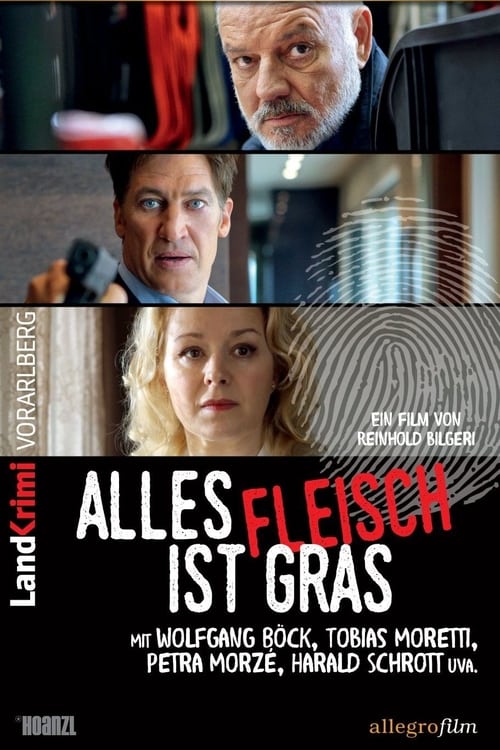 EIN FILM VON
REINHOLD BILGERI
LandKrimi VORARLBERG
ALLES FLEISCH
IST GRAS
MIT WOLFGANG BÖCK, TOBIAS MORETTI,
PETRA MORZÉ, HARALD SCHROTT UVA.
HOANZL
allegrofilm